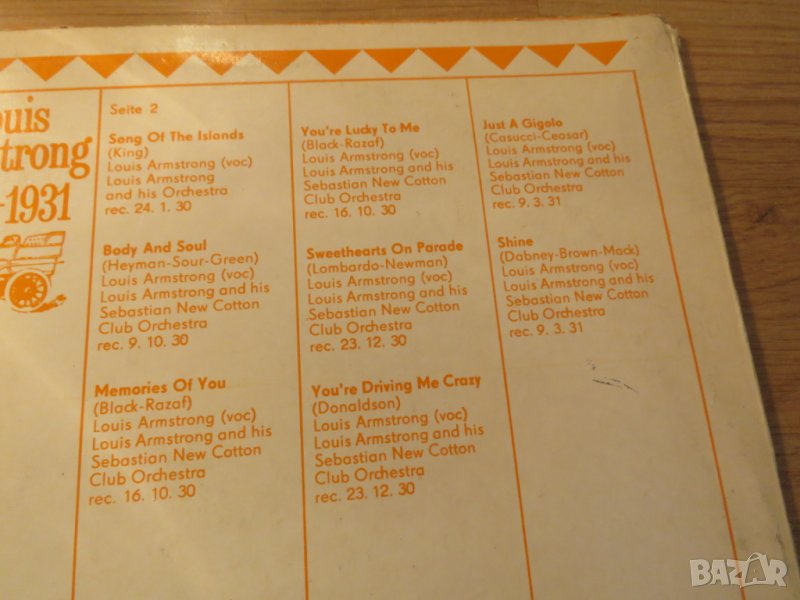 ouis
strong
-1931
Seite 2
Song Of The Islands
(King)
Louis Armstrong (voc)
Louis Armstrong
and his Orchestra
rec. 24. 1. 30
Body And Soul
(Heyman-Sour-Green)
Louis Armstrong (voc)
Louis Armstrong and his
Sebastian New Cotton
Club Orchestra
rec. 9. 10. 30
Memories Of You
(Black-Razaf)
Louis Armstrong (voc)
Louis Armstrong and his
Sebastian New Cotton
Club Orchestra
rec. 16. 10. 30
You're Lucky To Me
(Black-Razaf)
Louis Armstrong (voc)
Louis Armstrong and his
Sebastian New Cotton
Club Orchestra
rec. 16. 10. 30
Sweethearts On Parade
(Lombardo-Newman)
Louis Armstrong (voc)
Louis Armstrong and his
Sebastian New Cotton
Club Orchestra
rec. 23. 12. 30
You're Driving Me Crazy
(Donaldson)
Louis Armstrong (voc)
Louis Armstrong and his
Sebastian New Cotton
Club Orchestra
rec. 23. 12. 30
Just A Gigolo
(Casucci-Ceasar)
Louis Armstrong (voc)
Louis Armstrong and his
Sebastian New Cotton
Club Orchestra
rec. 9. 3. 31
Shine
(Dabney-Brown-Mack)
Louis Armstrong (voc)
Louis Armstrong and his
Sebastian New Cotton
Club Orchestra
rec. 9. 3. 31
BAZAR